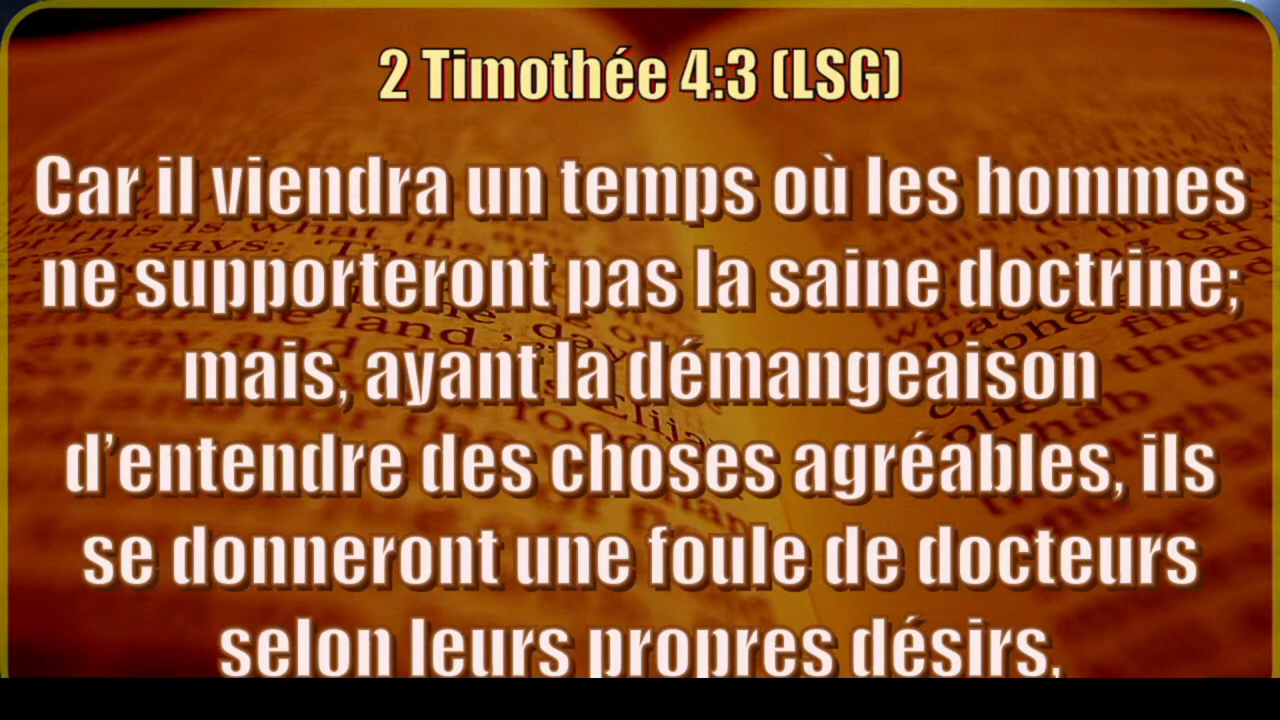 2 Timothée 4:3 (LSG)
Car il viendra un temps où les hommes
ne supporteront pas la saine doctrine;
mais, ayant la démangeaison
d’entendre des choses agréables, ils
se donneront une foule de docteurs
selon leurs propres désirs,